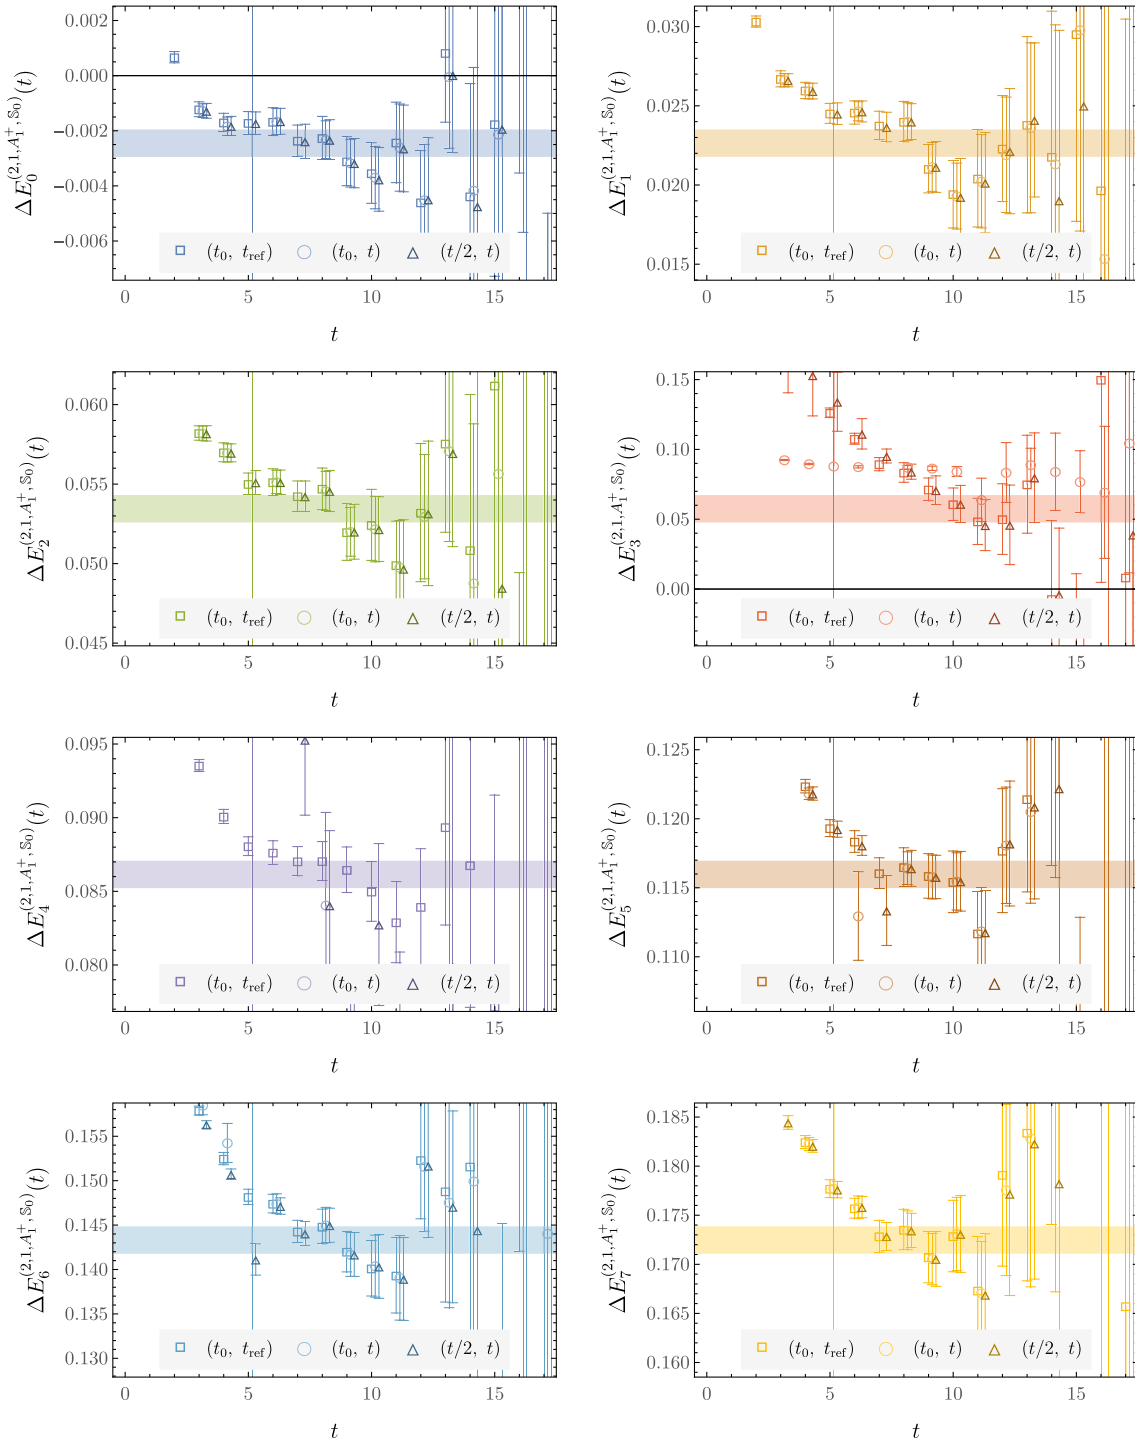 0.002
0.000
−0.002
−0.004
−0.006
ΔE_0^{(2,1,A_1^+,𝕊_0)}(t)
(t_0, t_ref) (t_0, t) (t/2, t)
0 5 10 15
t
0.030
0.025
0.020
0.015
ΔE_1^{(2,1,A_1^+,𝕊_0)}(t)
(t_0, t_ref) (t_0, t) (t/2, t)
0 5 10 15
t
0.060
0.055
0.050
0.045
ΔE_2^{(2,1,A_1^+,𝕊_0)}(t)
(t_0, t_ref) (t_0, t) (t/2, t)
0 5 10 15
t
0.15
0.10
0.05
0.00
ΔE_3^{(2,1,A_1^+,𝕊_0)}(t)
(t_0, t_ref) (t_0, t) (t/2, t)
0 5 10 15
t
0.095
0.090
0.085
0.080
ΔE_4^{(2,1,A_1^+,𝕊_0)}(t)
(t_0, t_ref) (t_0, t) (t/2, t)
0 5 10 15
t
0.125
0.120
0.115
0.110
ΔE_5^{(2,1,A_1^+,𝕊_0)}(t)
(t_0, t_ref) (t_0, t) (t/2, t)
0 5 10 15
t
0.155
0.150
0.145
0.140
0.135
0.130
ΔE_6^{(2,1,A_1^+,𝕊_0)}(t)
(t_0, t_ref) (t_0, t) (t/2, t)
0 5 10 15
t
0.185
0.180
0.175
0.170
0.165
0.160
ΔE_7^{(2,1,A_1^+,𝕊_0)}(t)
(t_0, t_ref) (t_0, t) (t/2, t)
0 5 10 15
t